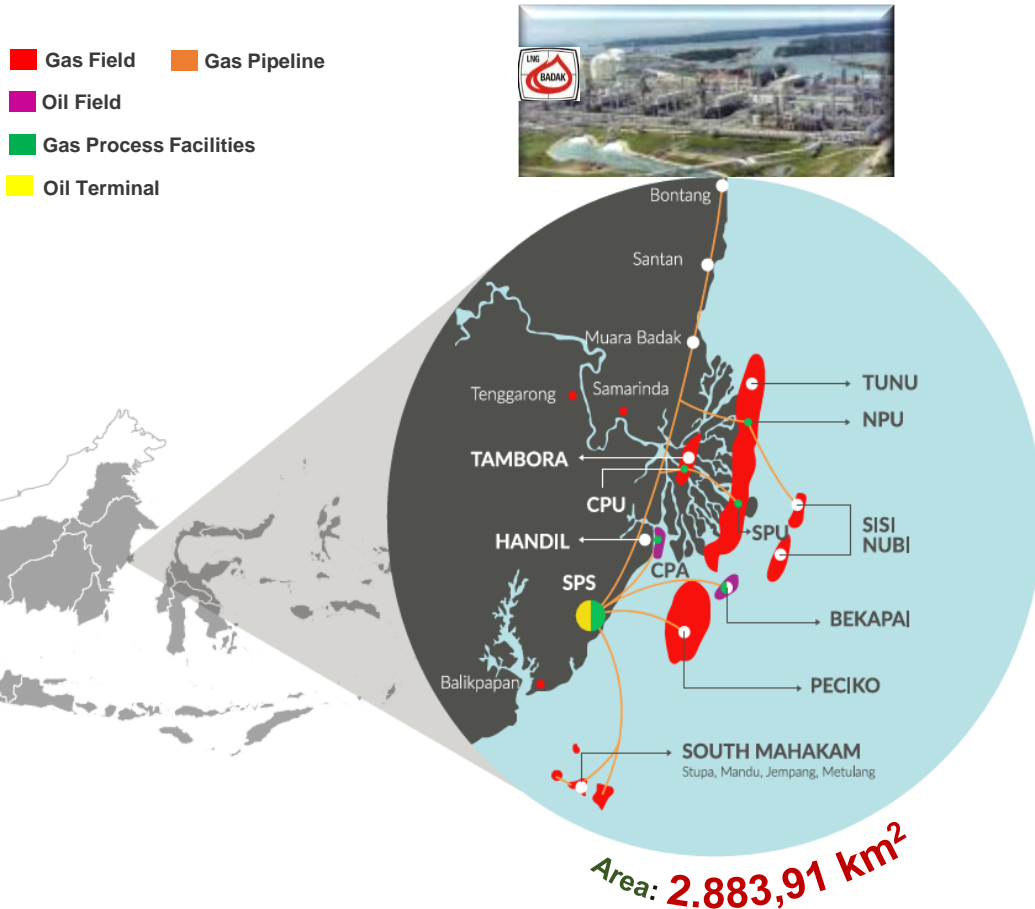 Gas Field
Gas Pipeline
Oil Field
Gas Process Facilities
Oil Terminal
LNG
BADAK
Bontang
Santan
Muara Badak
Tenggarong
Samarinda
TUNU
NPU
TAMBORA
CPU
SISI
NUBI
SPU
HANDIL
CPA
SPS
BEKAPAI
PECIKO
Balikpapan
SOUTH MAHAKAM
Stupa, Mandu, Jempang, Metulang
Area: 2.883,91 km²